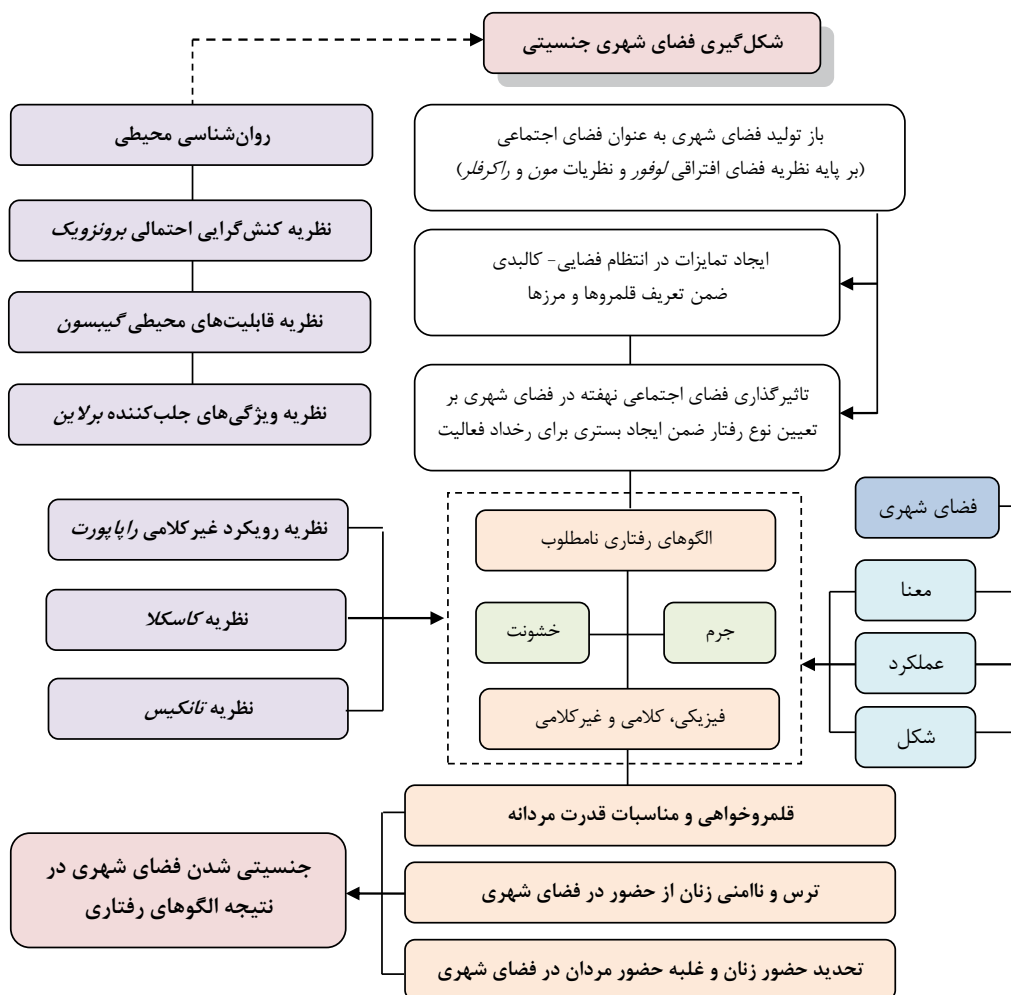 شکل‌گیری فضای شهری جنسیتی
باز تولید فضای شهری به عنوان فضای اجتماعی
(بر پایه نظریه فضای افتراقی لوفور و نظریات مون و راکرفلر)
ایجاد تمایزات در انتظام فضایی- کالبدی
ضمن تعریف قلمروها و مرزها
تاثیرگذاری فضای اجتماعی نهفته در فضای شهری بر
تعیین نوع رفتار ضمن ایجاد بستری برای رخداد فعالیت
روان‌شناسی محیطی
نظریه کنش‌گرایی احتمالی برونزویک
نظریه قابلیت‌های محیطی گیبسون
نظریه ویژگی‌های جلب‌کننده برلاین
فضای شهری
معنا
عملکرد
شکل
الگوهای رفتاری نامطلوب
جرم
خشونت
فیزیکی، کلامی و غیرکلامی
نظریه رویکرد غیرکلامی راپاپورت
نظریه کاسکلا
نظریه تانکیس
قلمروخواهی و مناسبات قدرت مردانه
ترس و ناامنی زنان از حضور در فضای شهری
تحدید حضور زنان و غلبه حضور مردان در فضای شهری
جنسیتی شدن فضای شهری در
نتیجه الگوهای رفتاری